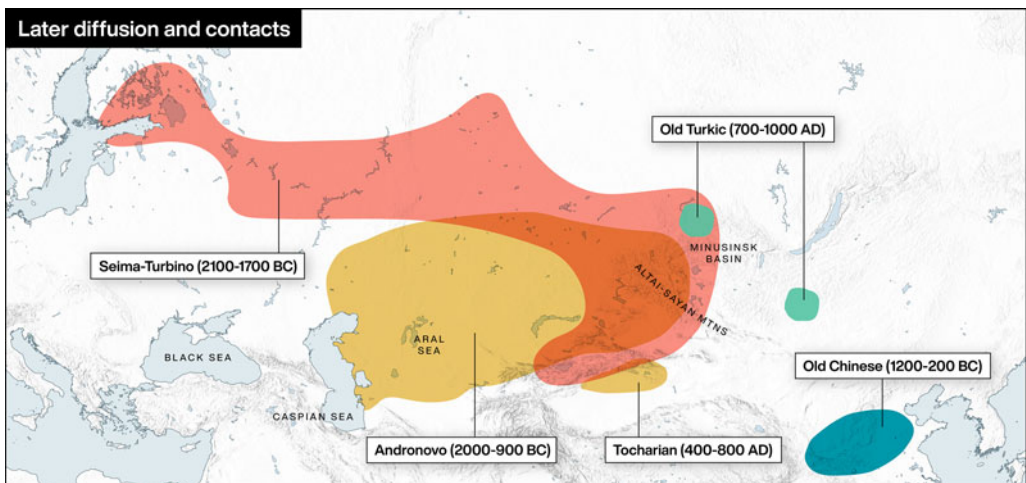 Later diffusion and contacts
Old Turkic (700-1000 AD)
MINUSINSK
BASIN
Seima-Turbino (2100-1700 BC)
ALTAI-SAYAN MTNS
ARAL
SEA
BLACK SEA
Old Chinese (1200-200 BC)
CASPIAN SEA
Andronovo (2000-900 BC)
Tocharian (400-800 AD)